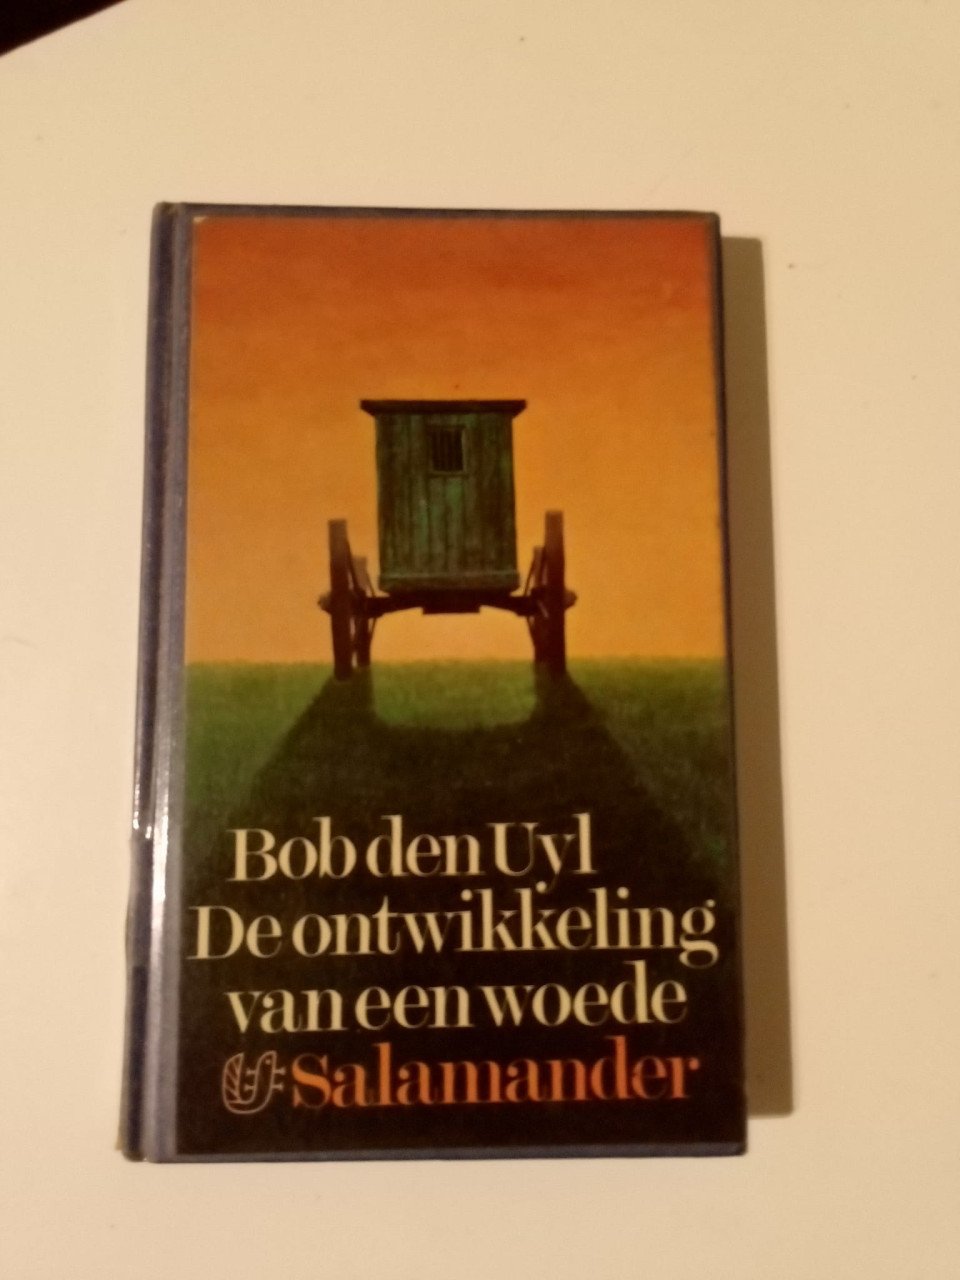 Bob den Uyl
De ontwikkeling
van een woede
Salamander